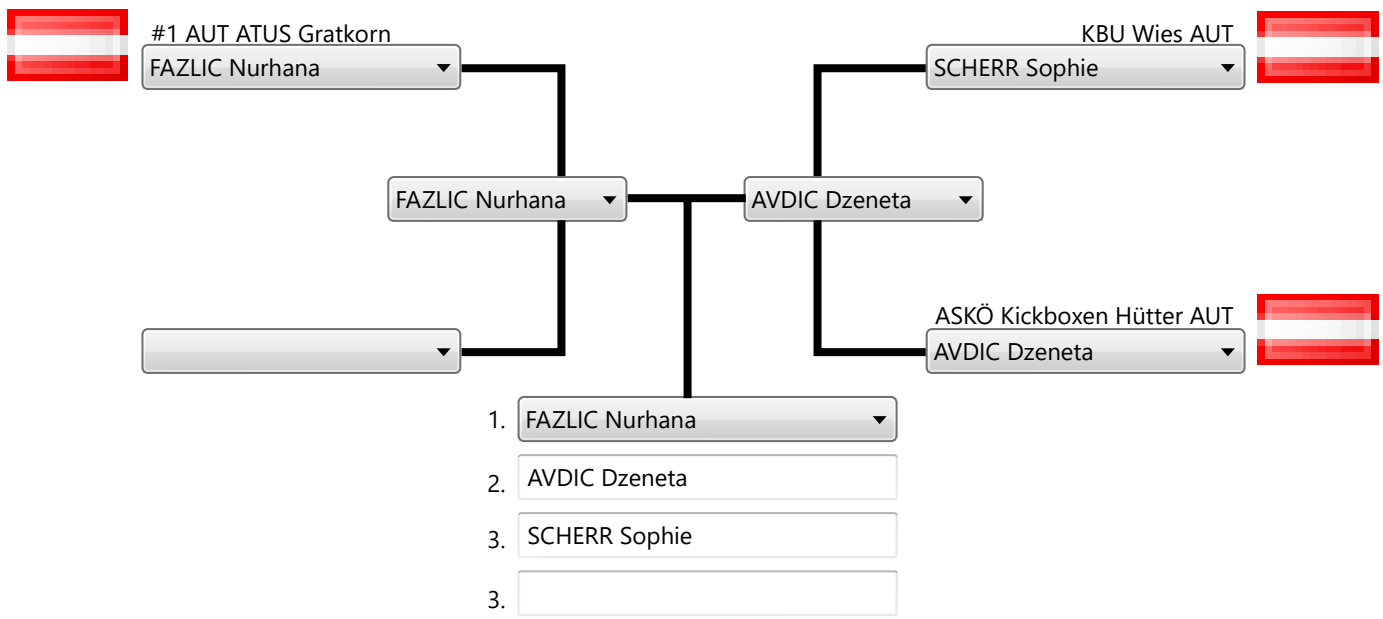 #1 AUT ATUS Gratkorn
FAZLIC Nurhana
KBU Wies AUT
SCHERR Sophie
FAZLIC Nurhana
AVDIC Dzeneta
ASKÖ Kickboxen Hütter AUT
AVDIC Dzeneta
1. FAZLIC Nurhana
2. AVDIC Dzeneta
3. SCHERR Sophie
3.